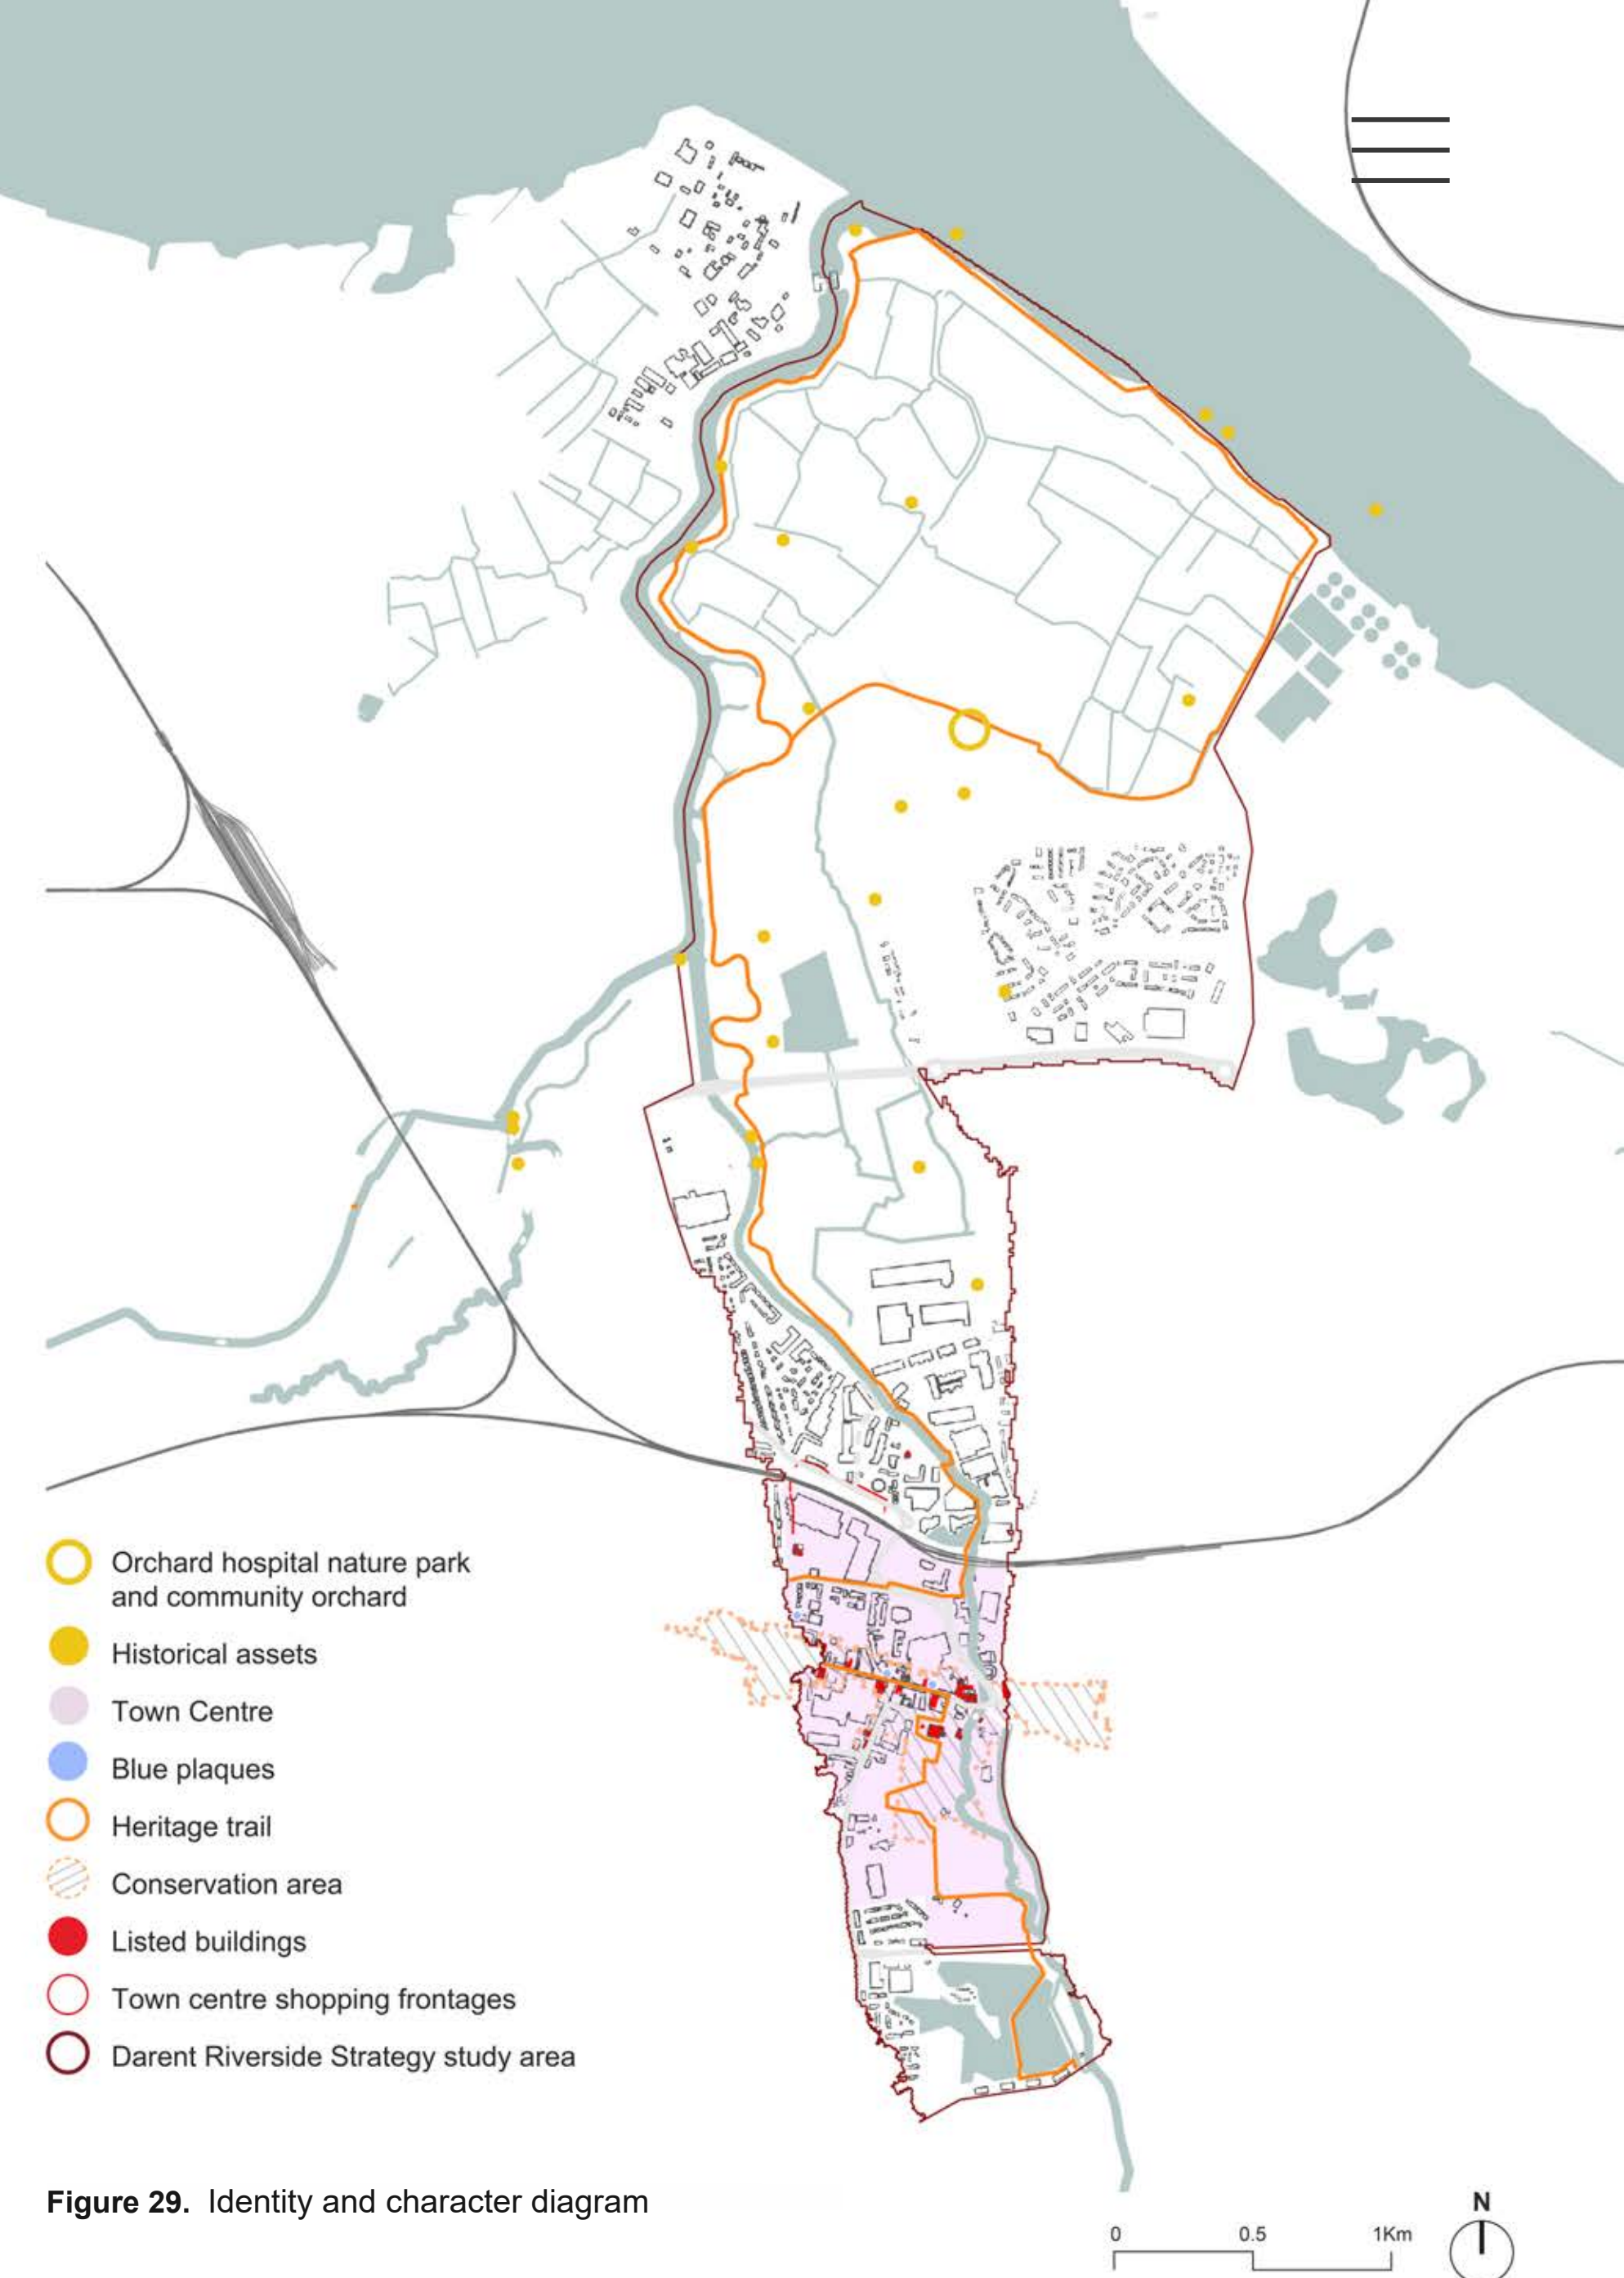 Orchard hospital nature park
and community orchard
Historical assets
Town Centre
Blue plaques
Heritage trail
Conservation area
Listed buildings
Town centre shopping frontages
Darent Riverside Strategy study area
Figure 29. Identity and character diagram
N
0 0.5 1Km